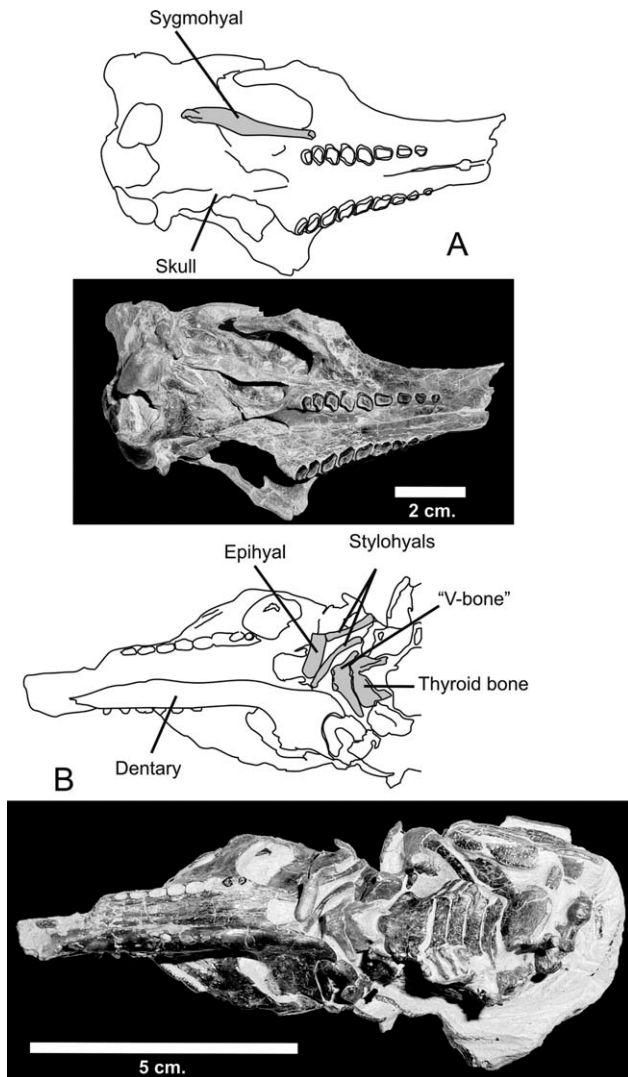 Sygmohyal
Skull
A
2 cm.
Stylohyals
Epihyal
“V-bone”
Thyroid bone
Dentary
B
5 cm.